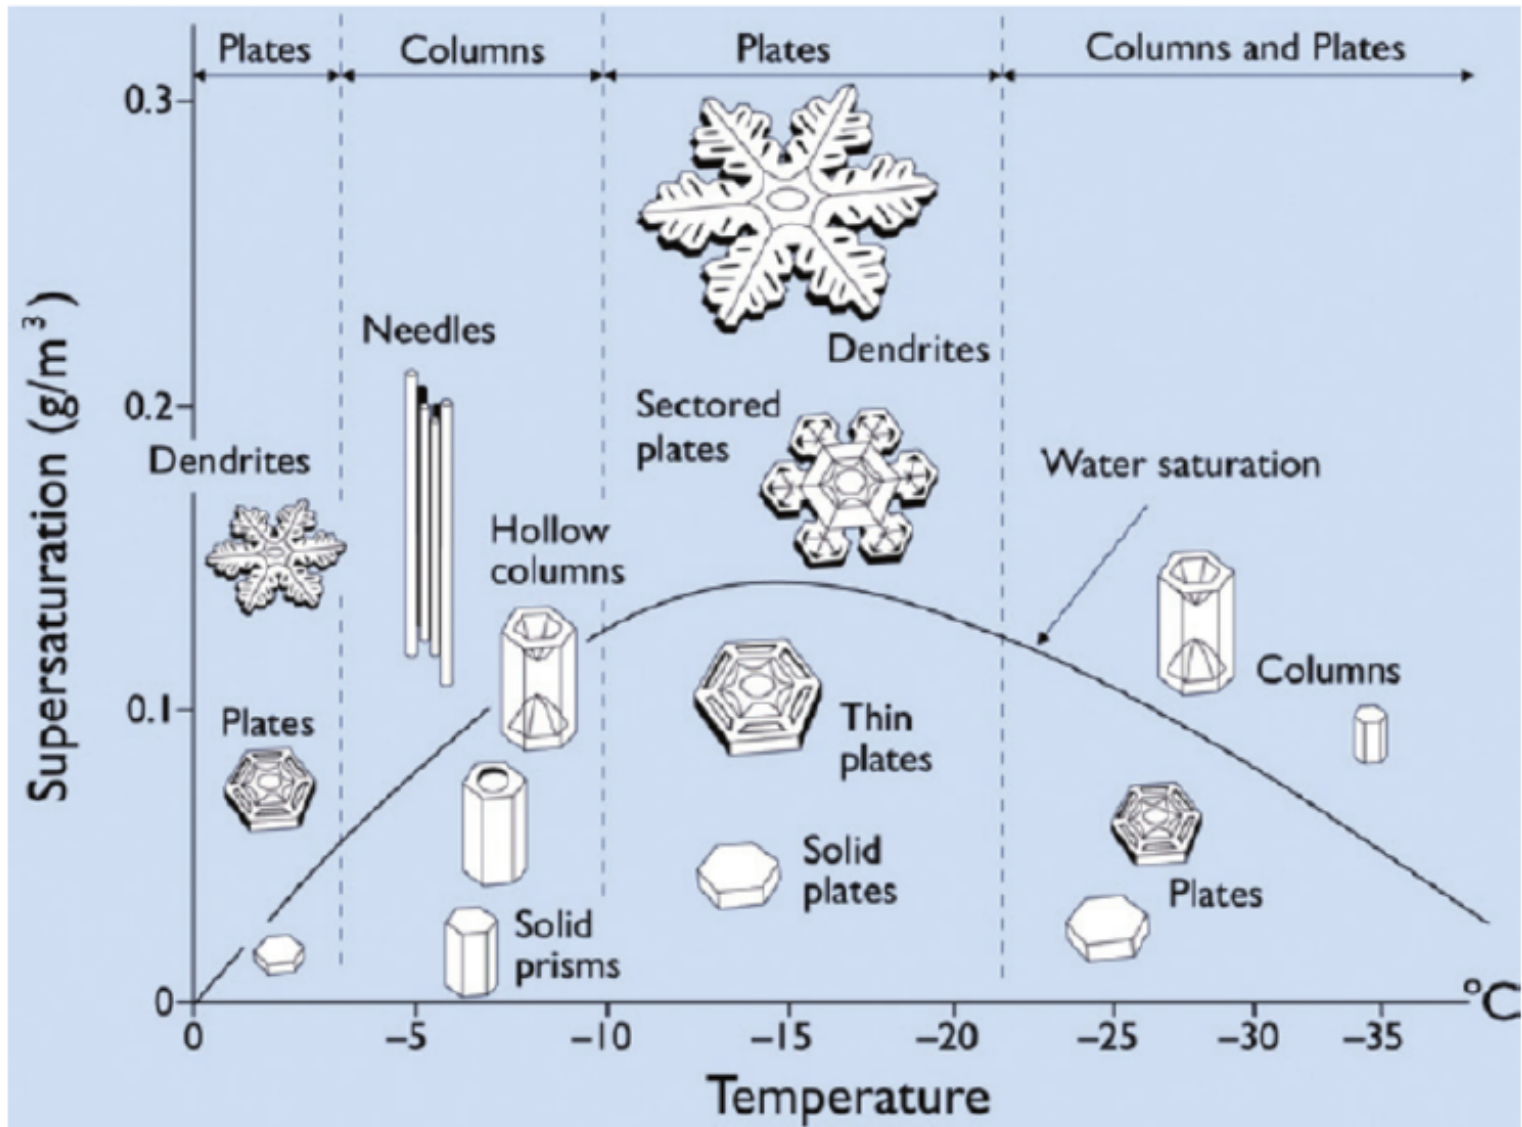 Plates
Columns
Plates
Columns and Plates
0.3
Needles
Dendrites
0.2
Sectored
plates
Dendrites
Water saturation
Hollow
columns
Columns
0.1
Plates
Thin
plates
Solid
plates
Plates
Solid
prisms
0
°C
0
–5
–10
–15
–20
–25
–30
–35
Temperature
Supersaturation (g/m³)